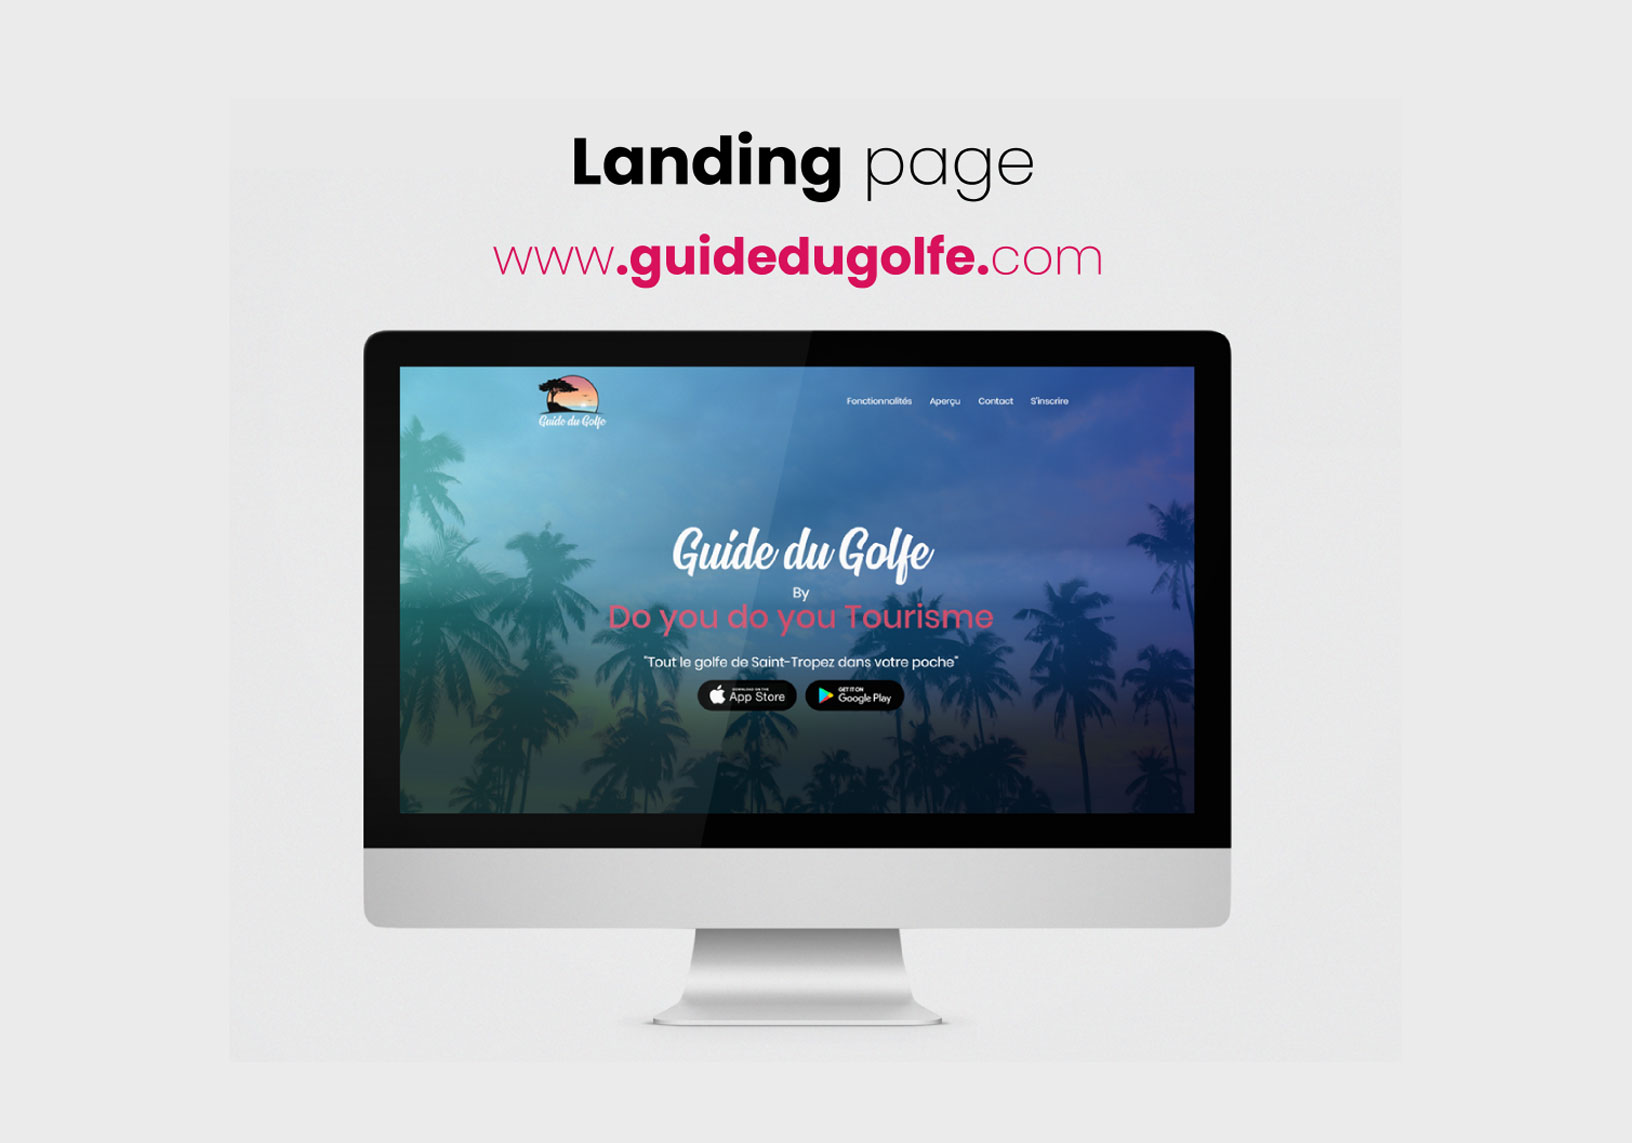 Landing page
www.guidedugolfe.com
Guide du Golfe
Fonctionnalités Aperçu Contact S'inscrire
Guide du Golfe
By
Do you do you Tourisme
"Tout le golfe de Saint-Tropez dans votre poche"
DOWNLOAD ON THE
App Store
GET IT ON
Google Play